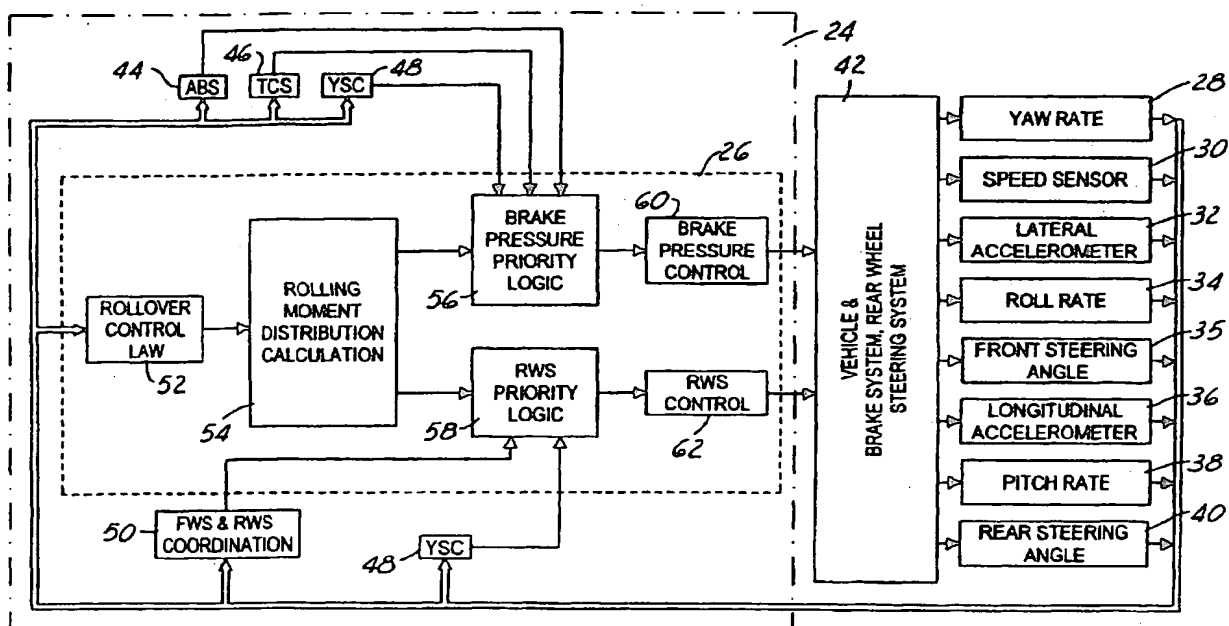 24
44
46
48
ABS
TCS
YSC
42
28
YAW RATE
26
30
SPEED SENSOR
BRAKE
PRESSURE
PRIORITY
LOGIC
56
60
BRAKE
PRESSURE
CONTROL
32
LATERAL
ACCELEROMETER
ROLLING
MOMENT
DISTRIBUTION
CALCULATION
54
34
ROLL RATE
ROLLOVER
CONTROL
LAW
52
VEHICLE &
BRAKE SYSTEM, REAR WHEEL
STEERING SYSTEM
35
FRONT STEERING
ANGLE
RWS
PRIORITY
LOGIC
58
RWS
CONTROL
62
36
LONGITUDINAL
ACCELEROMETER
38
PITCH RATE
50
FWS & RWS
COORDINATION
48
YSC
40
REAR STEERING
ANGLE